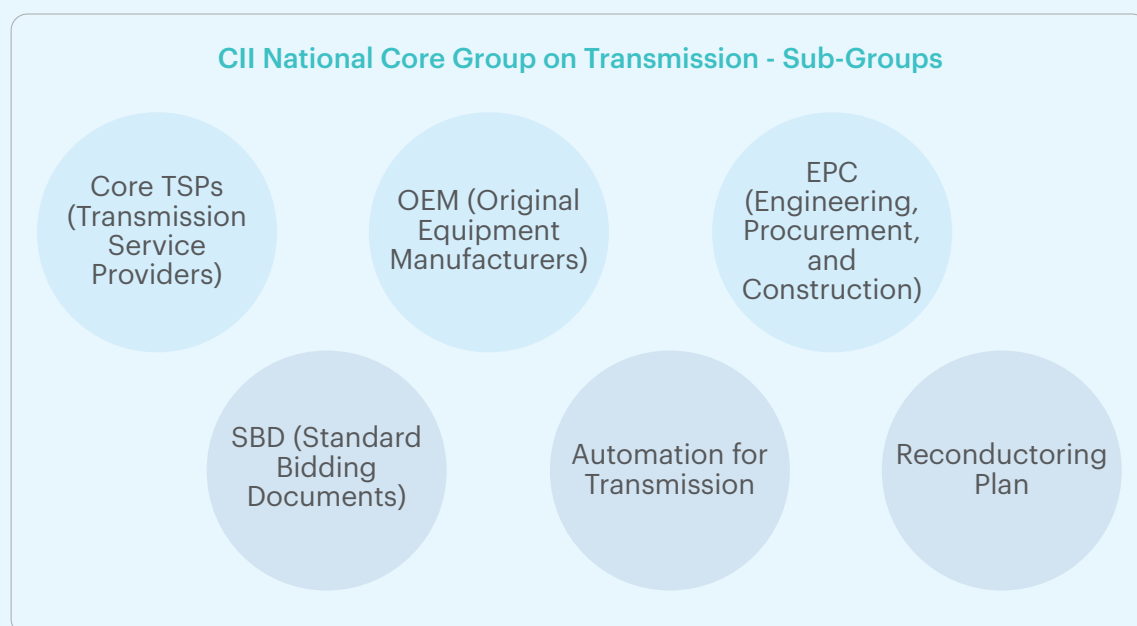 CII National Core Group on Transmission - Sub-Groups
Core TSPs
(Transmission
Service
Providers)
OEM (Original
Equipment
Manufacturers)
EPC
(Engineering,
Procurement,
and
Construction)
SBD (Standard
Bidding
Documents)
Automation for
Transmission
Reconductoring
Plan